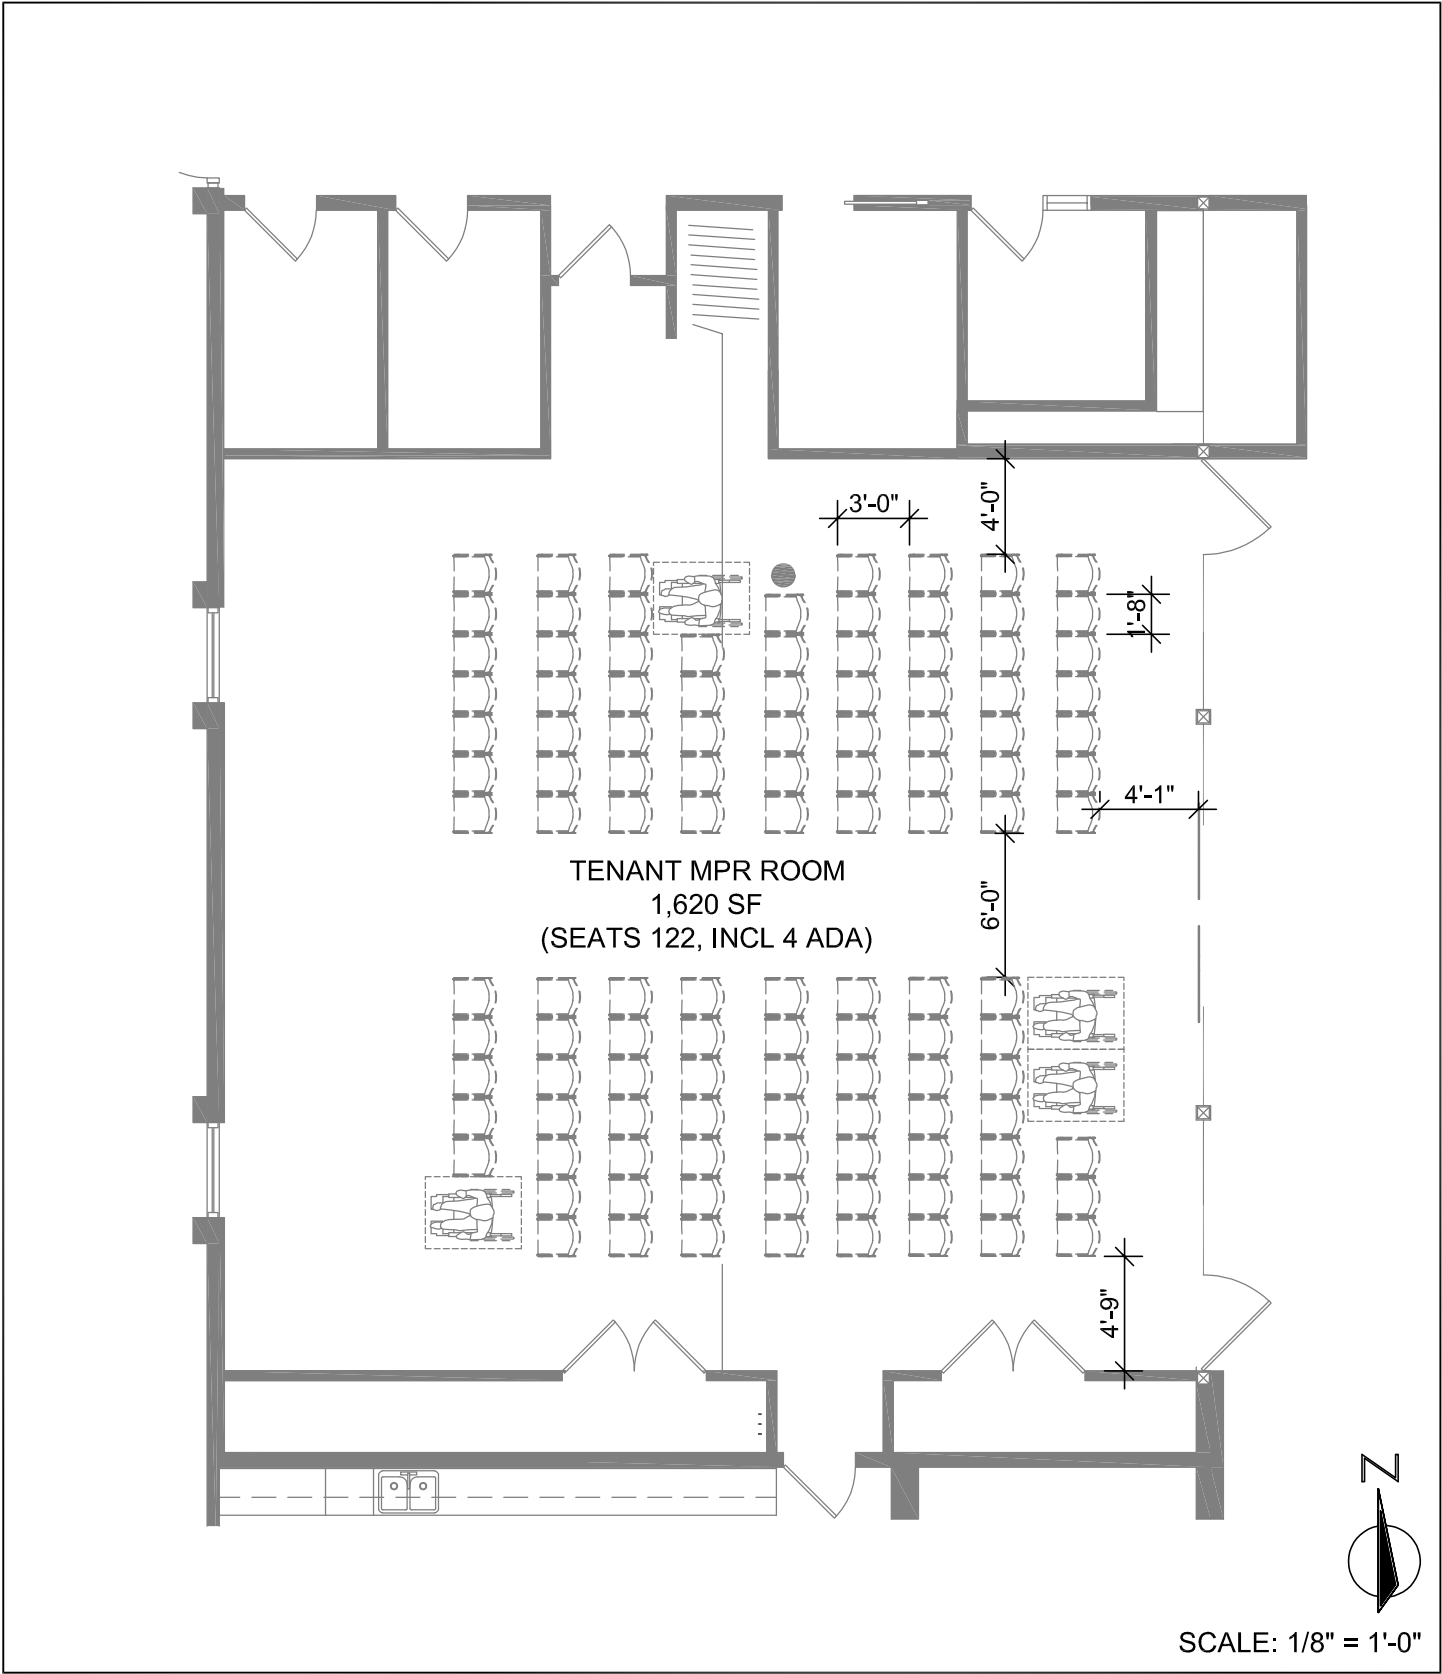 3'-0"
4'-0"
1'-8"
4'-1"
TENANT MPR ROOM
1,620 SF
(SEATS 122, INCL 4 ADA)
6'-0"
4'-9"
N
SCALE: 1/8" = 1'-0"